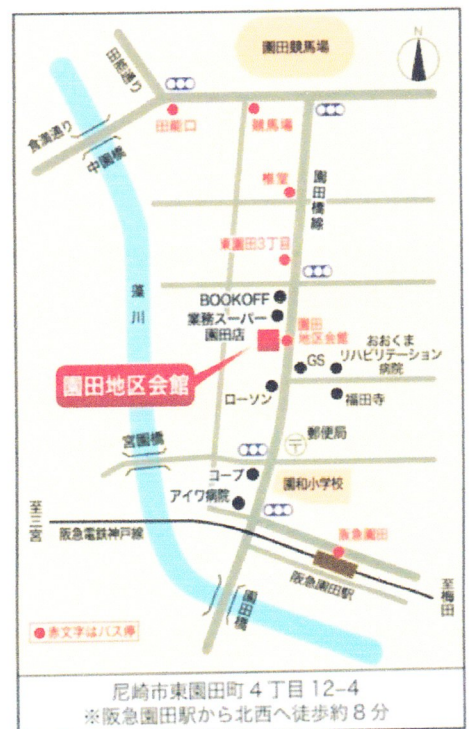 園田競馬場
N
田能通り
食満通り
中園橋
田能口
競馬場
椎堂
園田橋線
東園田3丁目
藻川
BOOKOFF
業務スーパー
園田店
園田
地区会館
おおくま
リハビリテーション
病院
GS
園田地区会館
ローソン
福田寺
宮園橋
〒
郵便局
コープ
アイワ病院
園和小学校
至三宮
阪急電鉄神戸線
阪急園田
阪急園田駅
至梅田
園田橋
赤文字はバス停
尼崎市東園田町4丁目12-4
※阪急園田駅から北西へ徒歩約8分